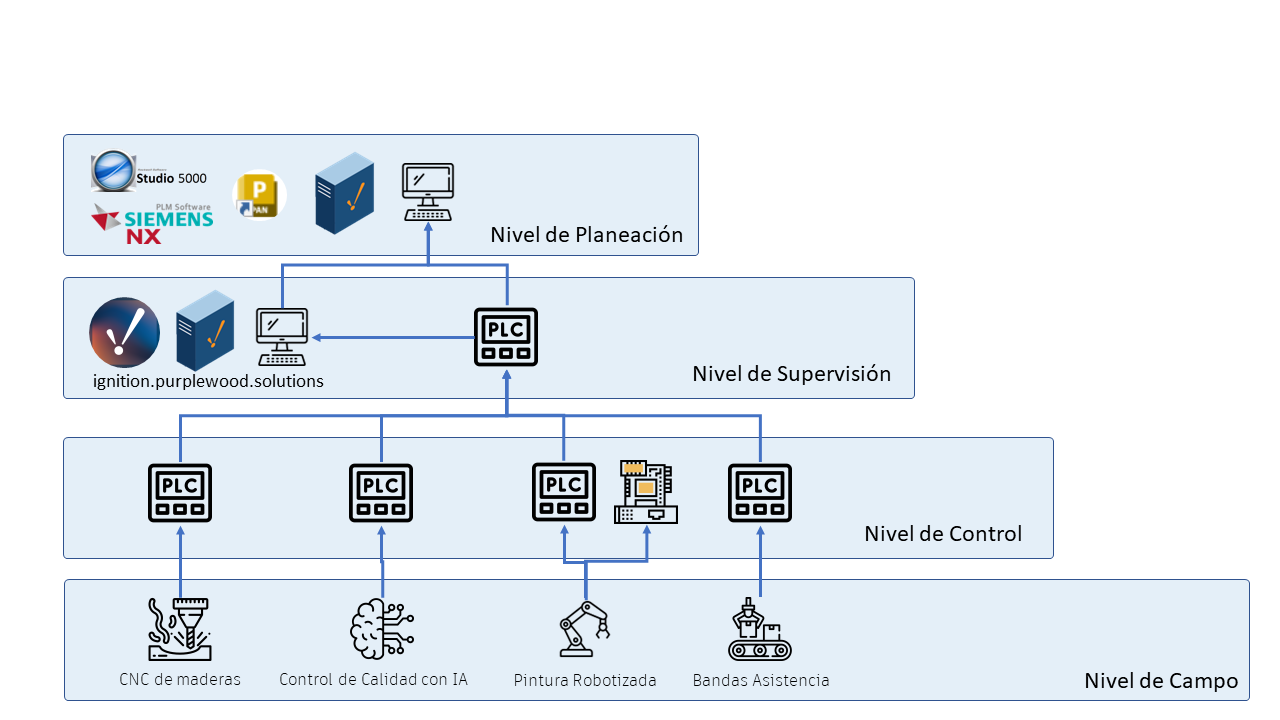 Studio 5000
PLM Software
SIEMENS
NX
P
PAN
Nivel de Planeación
PLC
ignition.purplewood.solutions
Nivel de Supervisión
PLC
PLC
PLC
PLC
Nivel de Control
CNC de maderas
Control de Calidad con IA
Pintura Robotizada
Bandas Asistencia
Nivel de Campo